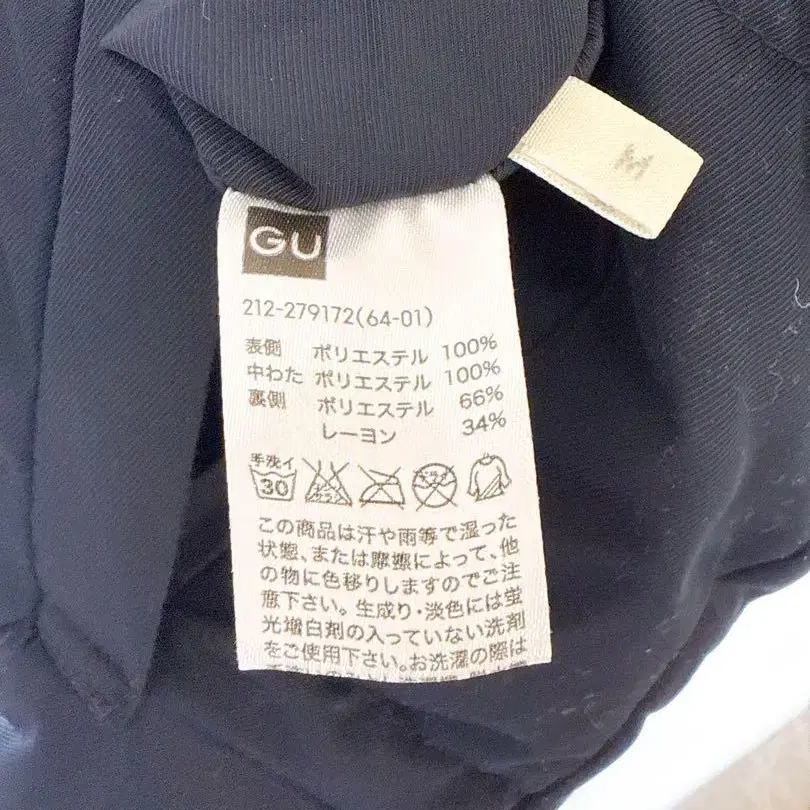 M
GU
212-279172(64-01)
表側 ポリエステル 100%
中わた ポリエステル 100%
裏側 ポリエステル 66%
レーヨン 34%
手洗イ
30
この商品は汗や雨等で湿った
状態、または摩擦によって、他
の物に色移りしますのでご注
意下さい。生成り・淡色には蛍
光増白剤の入っていない洗剤
をご使用下さい。お洗濯の際は